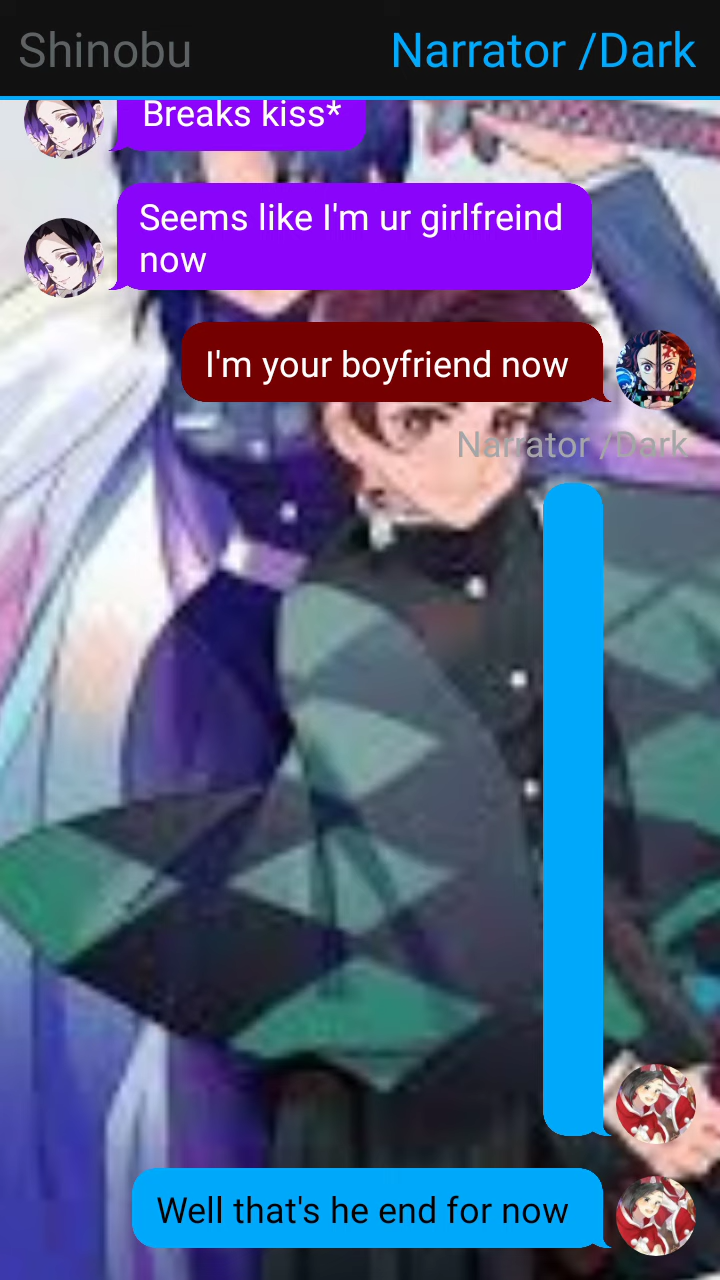 Shinobu
Narrator /Dark
Breaks kiss*
Seems like I'm ur girlfreind
now
I'm your boyfriend now
Narrator /Dark
Well that's he end for now